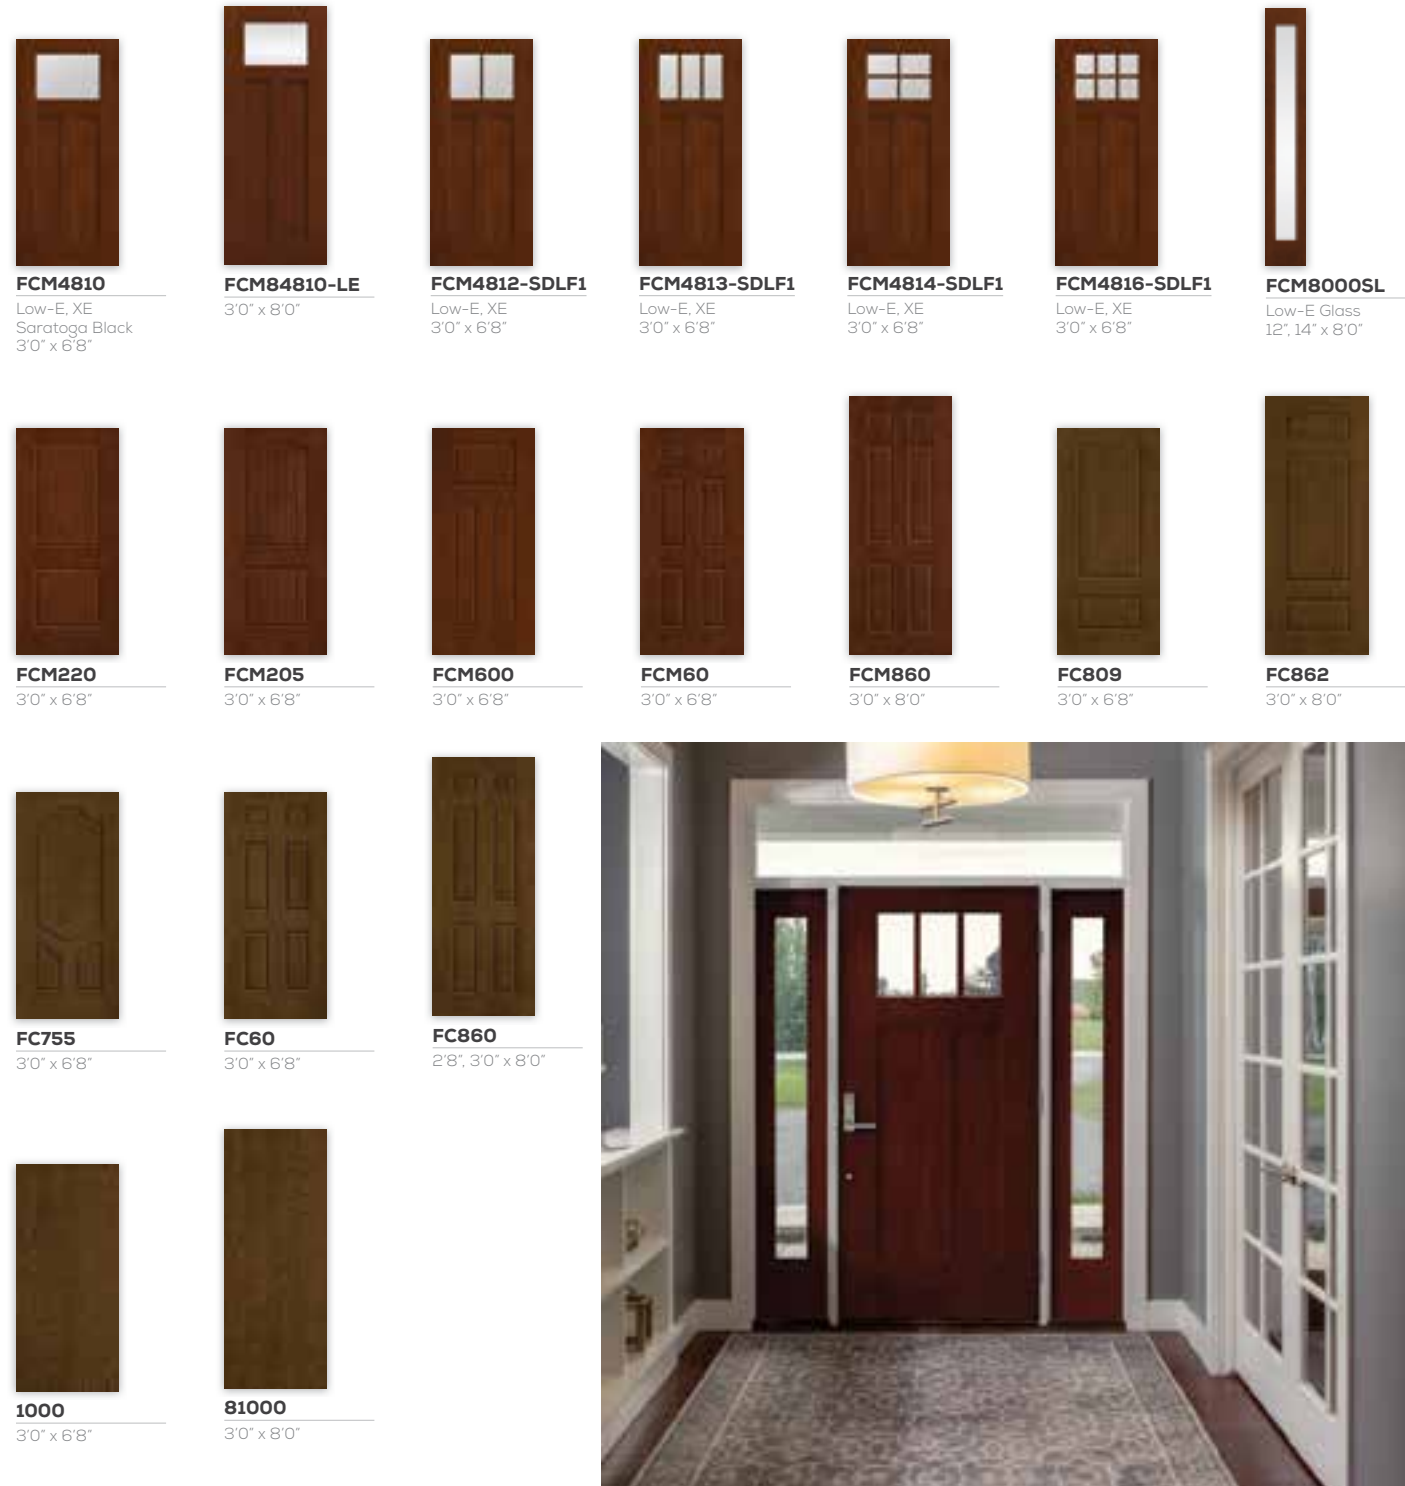 FCM4810
Low-E, XE
Saratoga Black
3'0" x 6'8"
FCM84810-LE
3'0" x 8'0"
FCM4812-SDLF1
Low-E, XE
3'0" x 6'8"
FCM4813-SDLF1
Low-E, XE
3'0" x 6'8"
FCM4814-SDLF1
Low-E, XE
3'0" x 6'8"
FCM4816-SDLF1
Low-E, XE
3'0" x 6'8"
FCM8000SL
Low-E Glass
12", 14" x 8'0"
FCM220
3'0" x 6'8"
FCM205
3'0" x 6'8"
FCM600
3'0" x 6'8"
FCM60
3'0" x 6'8"
FCM860
3'0" x 8'0"
FC809
3'0" x 6'8"
FC862
3'0" x 8'0"
FC755
3'0" x 6'8"
FC60
3'0" x 6'8"
FC860
2'8", 3'0" x 8'0"
1000
3'0" x 6'8"
81000
3'0" x 8'0"